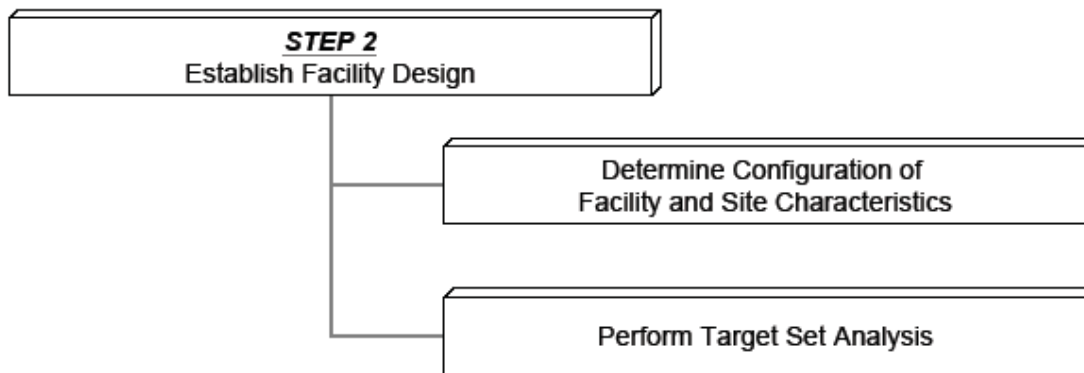 STEP 2
Establish Facility Design
Determine Configuration of
Facility and Site Characteristics
Perform Target Set Analysis